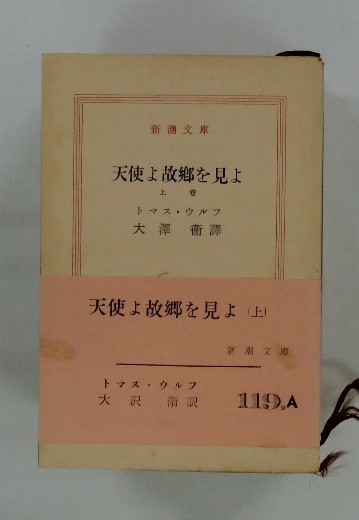 新潮文庫
天使よ故郷を見よ
上巻
トマス・ウルフ
大澤 衞譯
天使よ故郷を見よ(上)
新潮文庫
トマス・ウルフ
大沢 衛訳
119.A